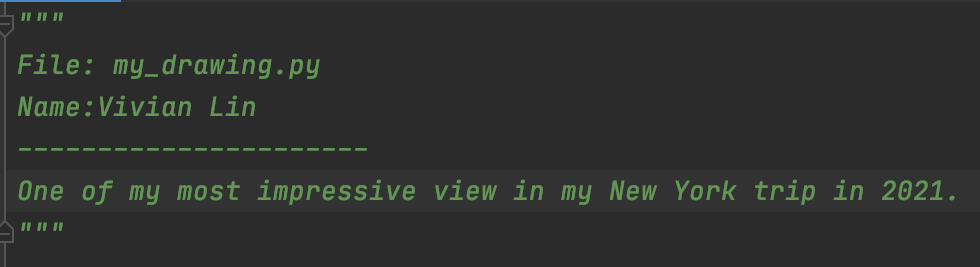 """
File: my_drawing.py
Name:Vivian Lin
----------------------
One of my most impressive view in my New York trip in 2021.
"""